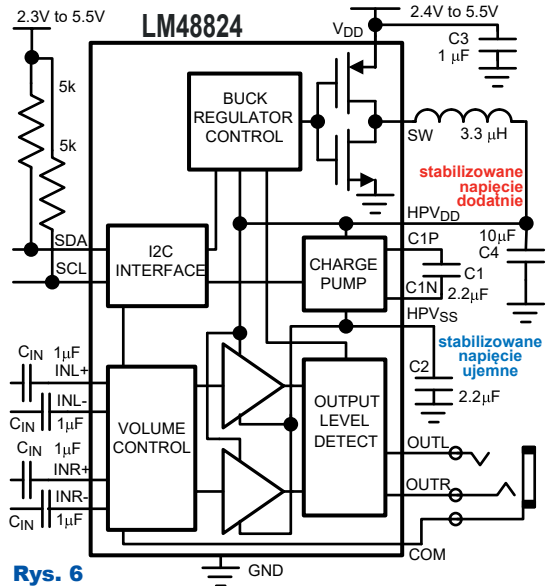 2.3V to 5.5V
LM48824
2.4V to 5.5V
VDD
C3
1 µF
5k
5k
BUCK
REGULATOR
CONTROL
SW
3.3 µH
stabilizowane
napięcie
dodatnie
HPVDD
SDA
SCL
I2C
INTERFACE
CHARGE
PUMP
C1P
C1N
C1
2.2µF
10µF
C4
HPVSS
stabilizowane
napięcie
ujemne
C2
2.2µF
CIN 1µF
INL+
INL-
CIN 1µF
CIN 1µF
INR+
INR-
CIN 1µF
VOLUME
CONTROL
OUTPUT
LEVEL
DETECT
OUTL
OUTR
COM
GND
Rys. 6